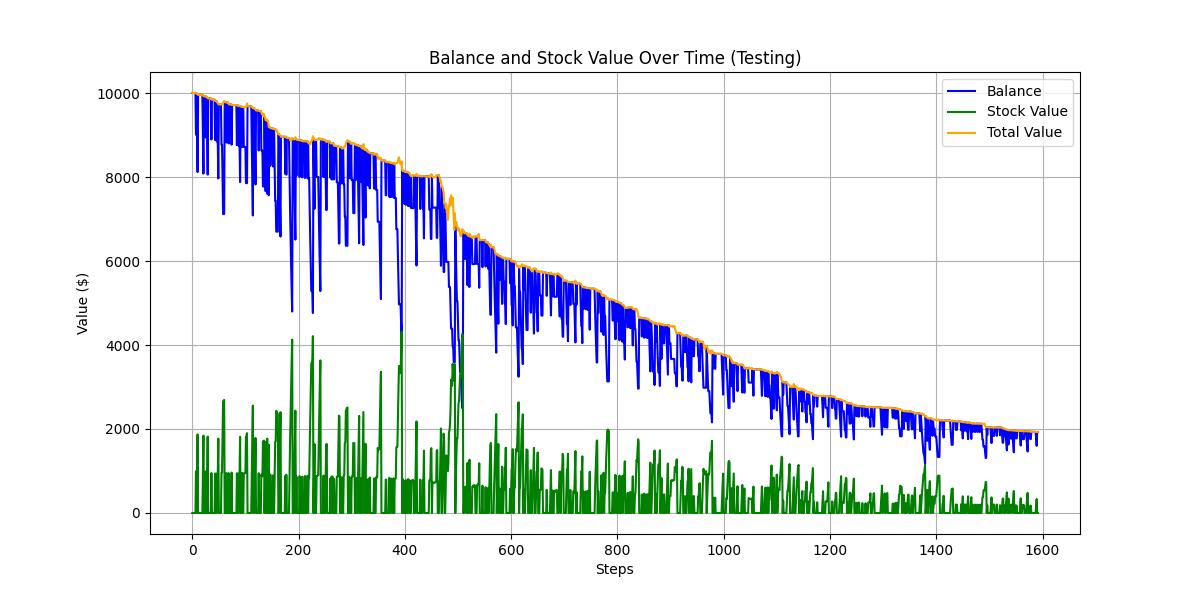 Balance and Stock Value Over Time (Testing)
Balance
Stock Value
Total Value
Value ($)
10000
8000
6000
4000
2000
0
0 200 400 600 800 1000 1200 1400 1600
Steps